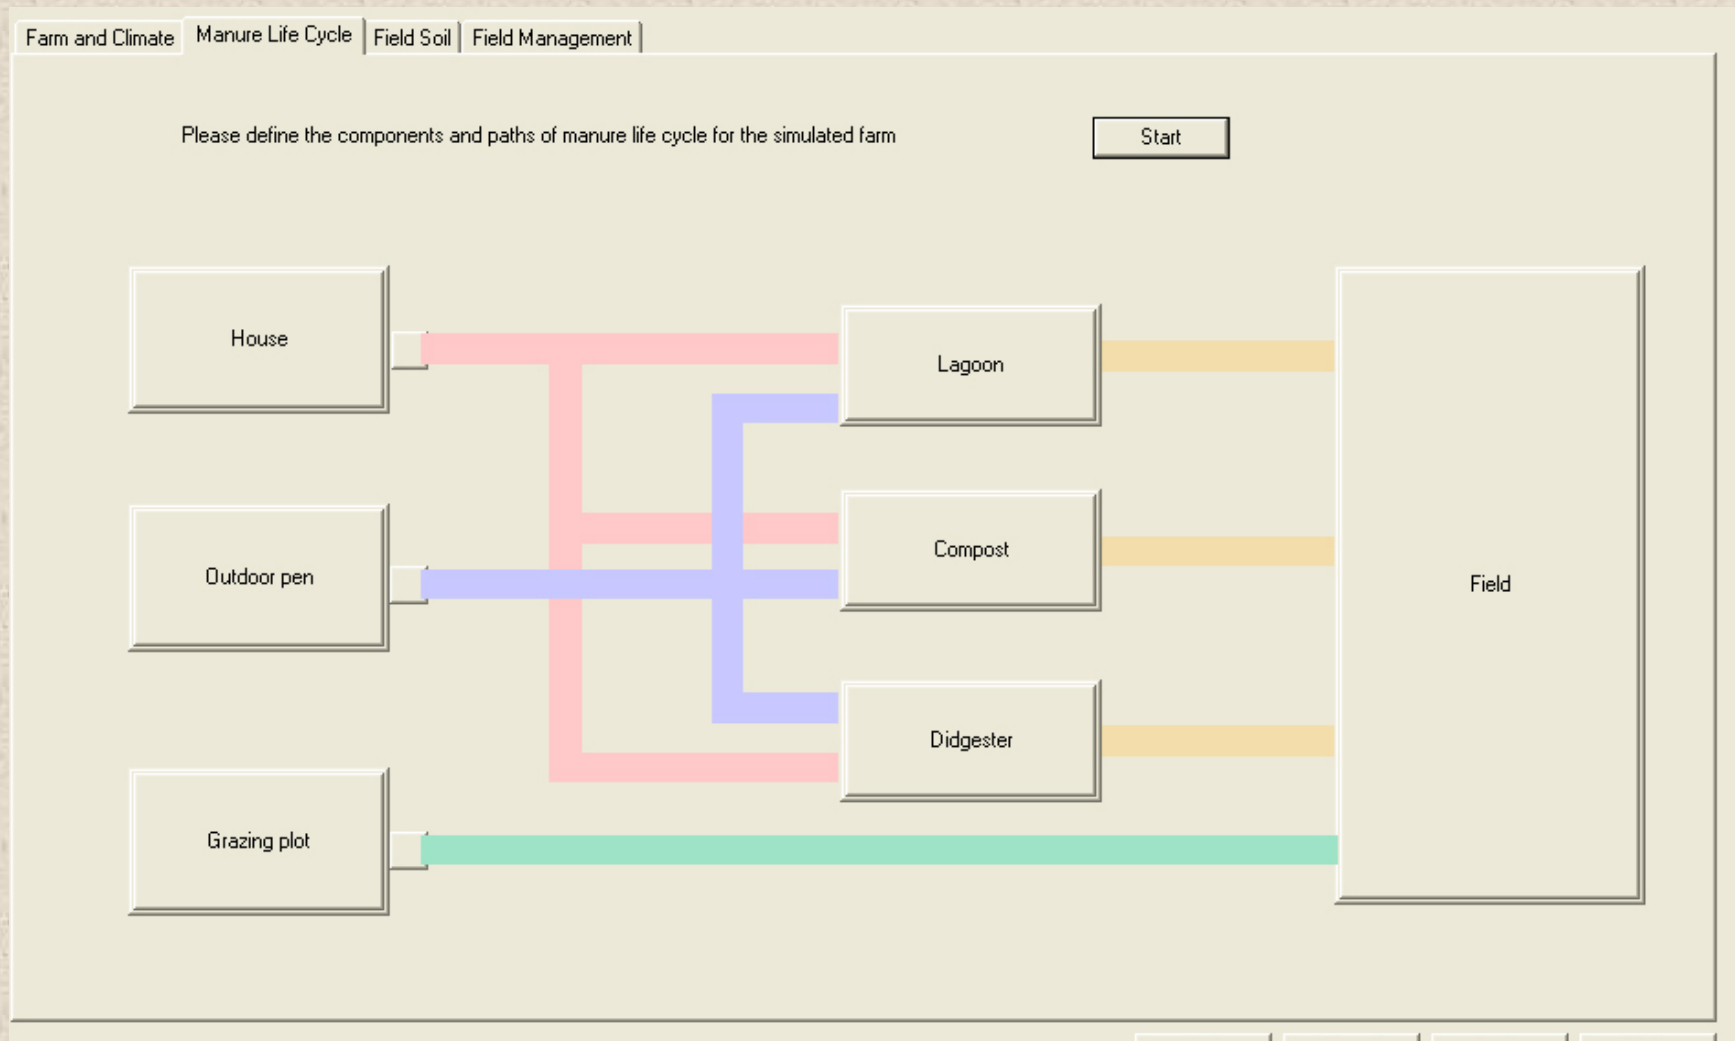 Farm and Climate
Manure Life Cycle
Field Soil
Field Management
Please define the components and paths of manure life cycle for the simulated farm
Start
House
Lagoon
Outdoor pen
Compost
Field
Didgester
Grazing plot